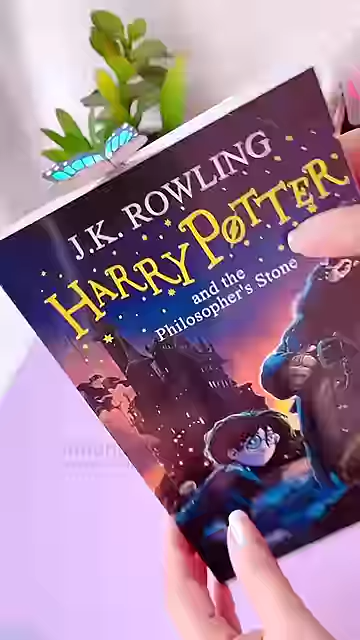 J.K. ROWLING
HARRY POTTER
and the
Philosopher's Stone